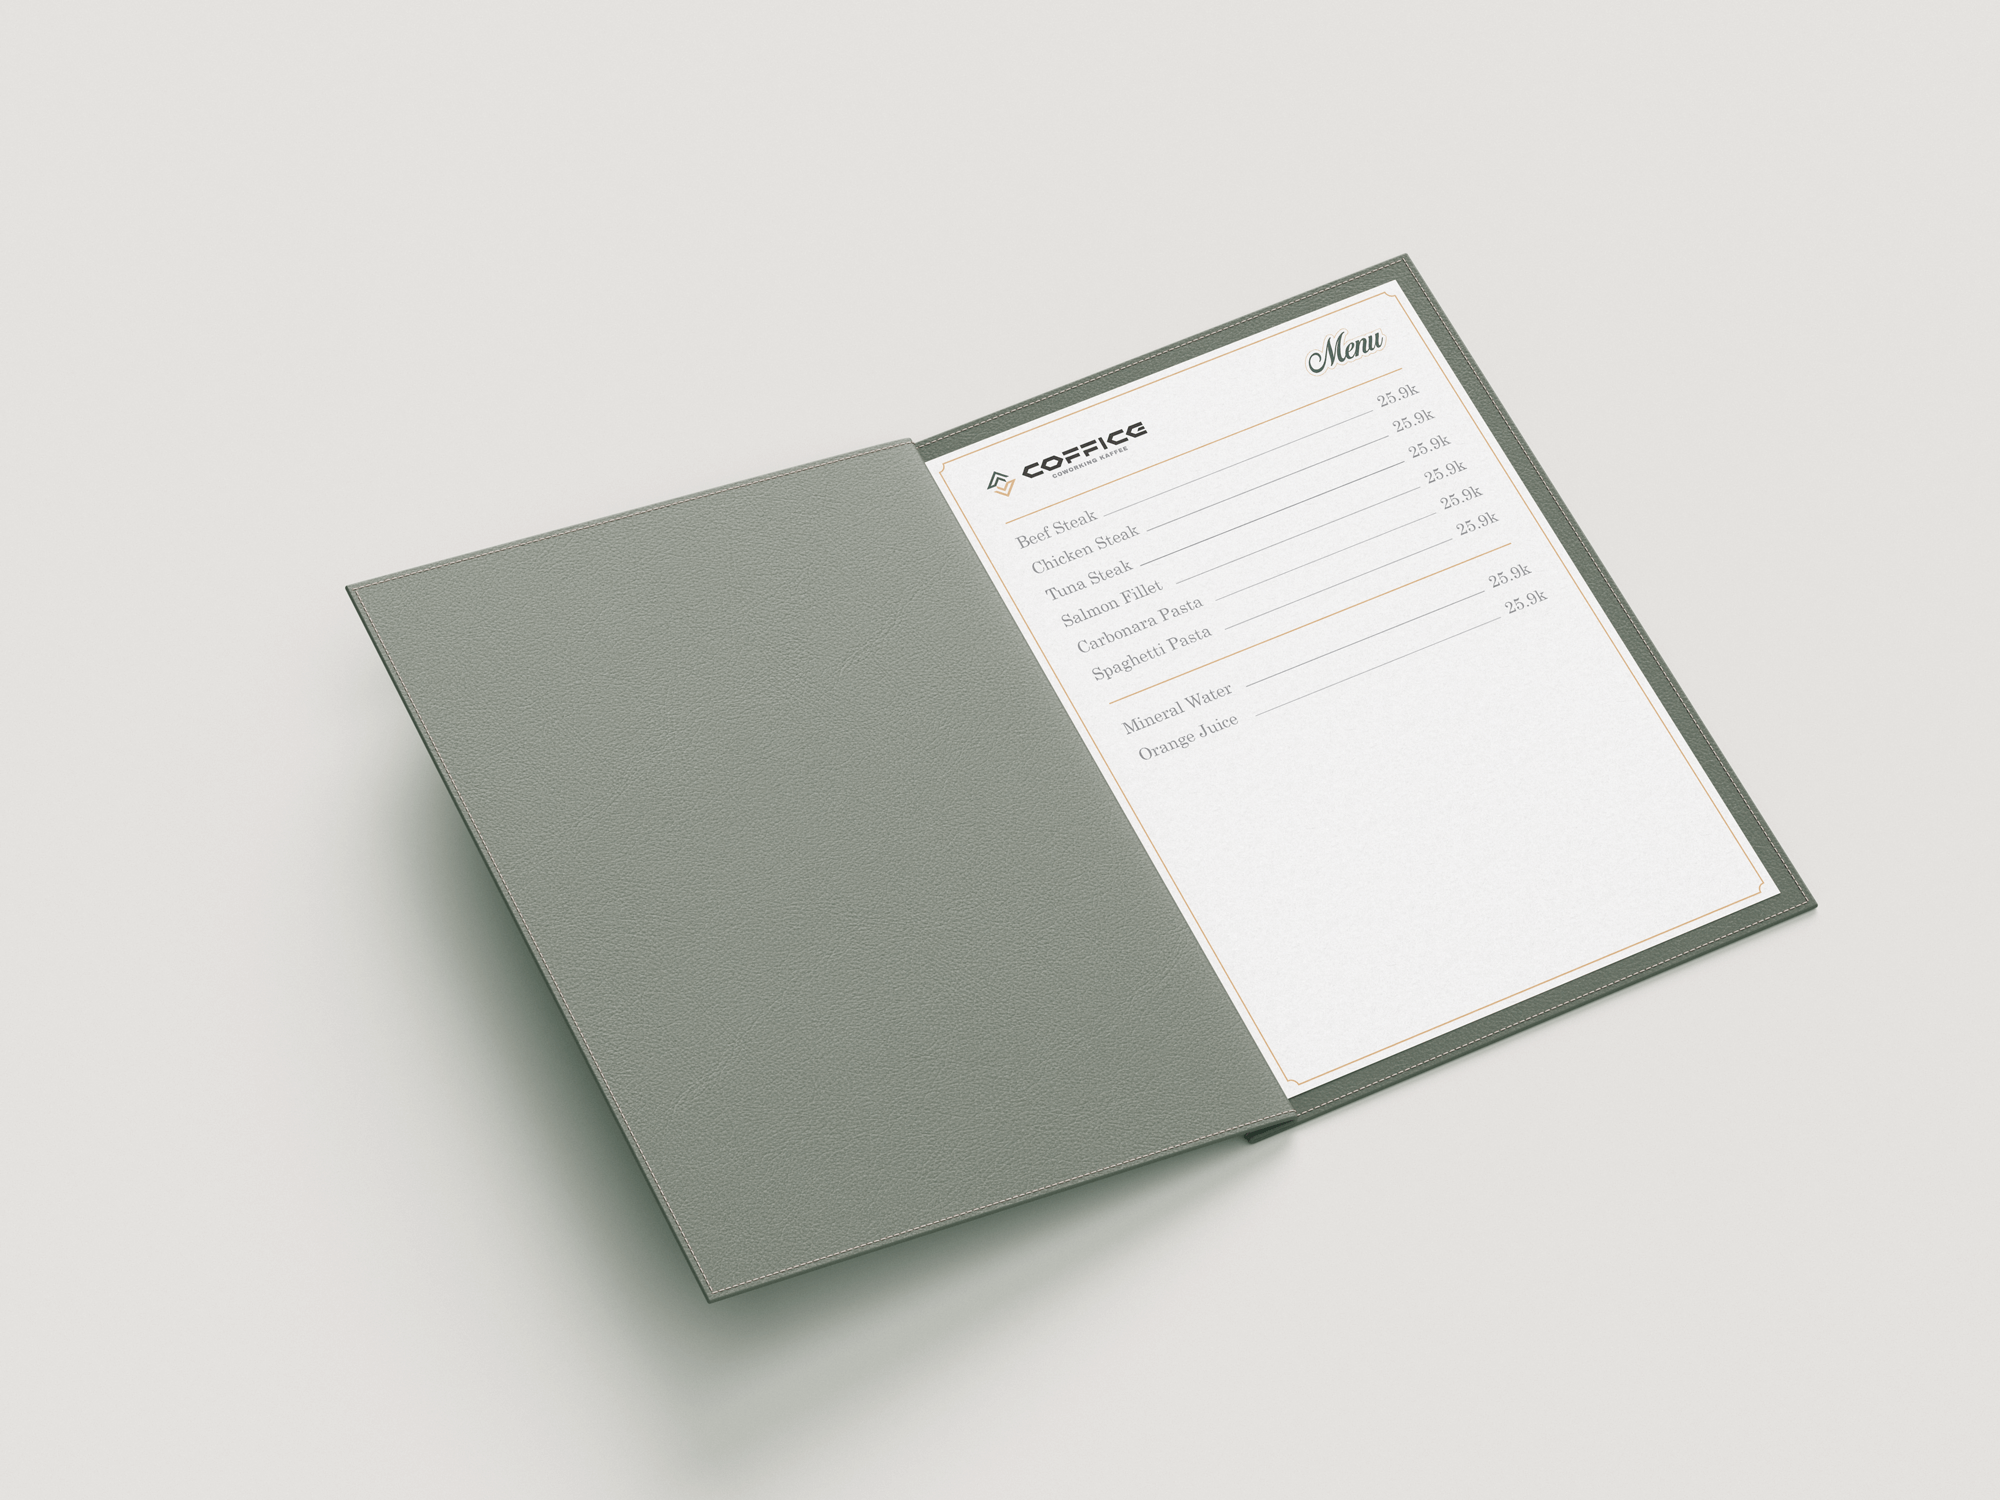 COFFICE
COWORKING KAFFEE
Menu
Beef Steak 25.9k
Chicken Steak 25.9k
Tuna Steak 25.9k
Salmon Fillet 25.9k
Carbonara Pasta 25.9k
Spaghetti Pasta 25.9k
Mineral Water 25.9k
Orange Juice 25.9k